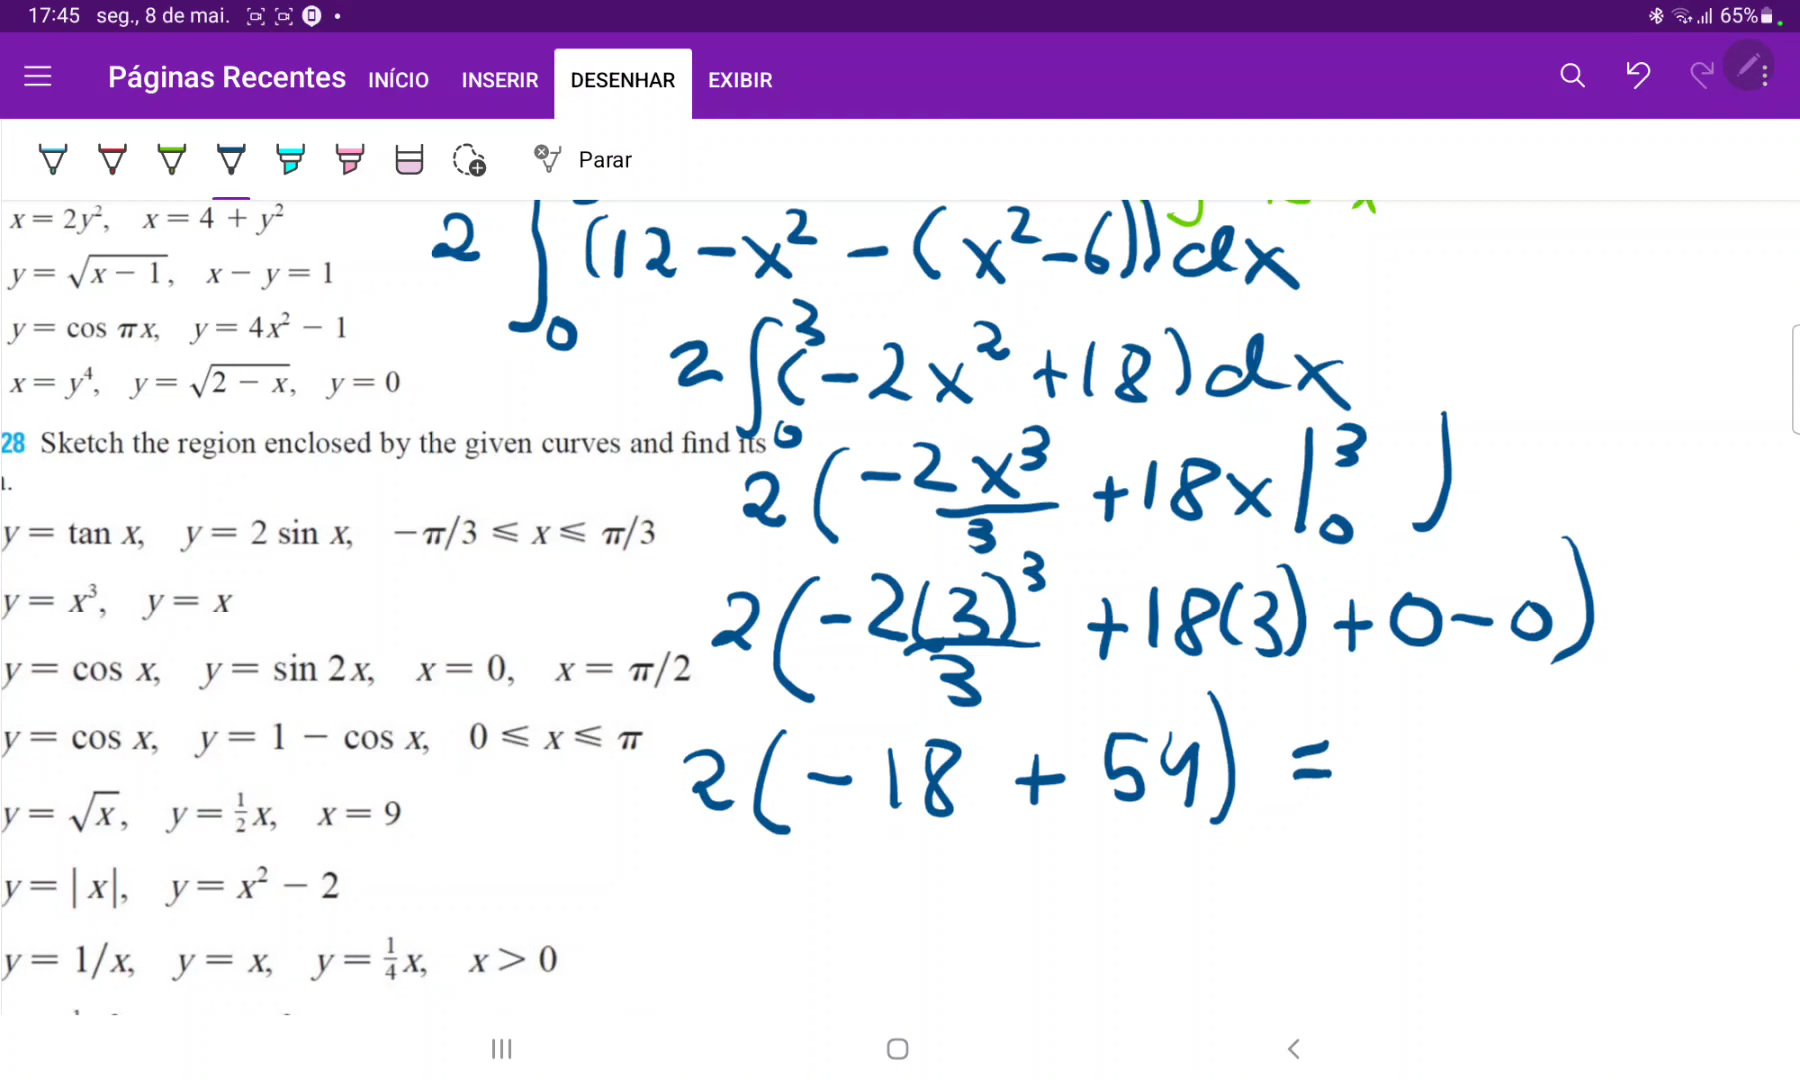 17:45 seg., 8 de mai. 65%
Páginas Recentes INÍCIO INSERIR DESENHAR EXIBIR
Parar
x = 2y², x = 4 + y²
y = √(x − 1), x − y = 1
y = cos πx, y = 4x² − 1
x = y⁴, y = √(2 − x), y = 0
28 Sketch the region enclosed by the given curves and find its
y = tan x, y = 2 sin x, −π/3 ⩽ x ⩽ π/3
y = x³, y = x
y = cos x, y = sin 2x, x = 0, x = π/2
y = cos x, y = 1 − cos x, 0 ⩽ x ⩽ π
y = √x, y = ½x, x = 9
y = |x|, y = x² − 2
y = 1/x, y = x, y = ¼x, x > 0
2 ∫₀ (12 − x² − (x² − 6)) dx
2 ∫₀³ (−2x² + 18) dx
2 ( −2x³/3 + 18x |₀³ )
2 ( −2(3)³/3 + 18(3) + 0 − 0 )
2 ( −18 + 54 ) =